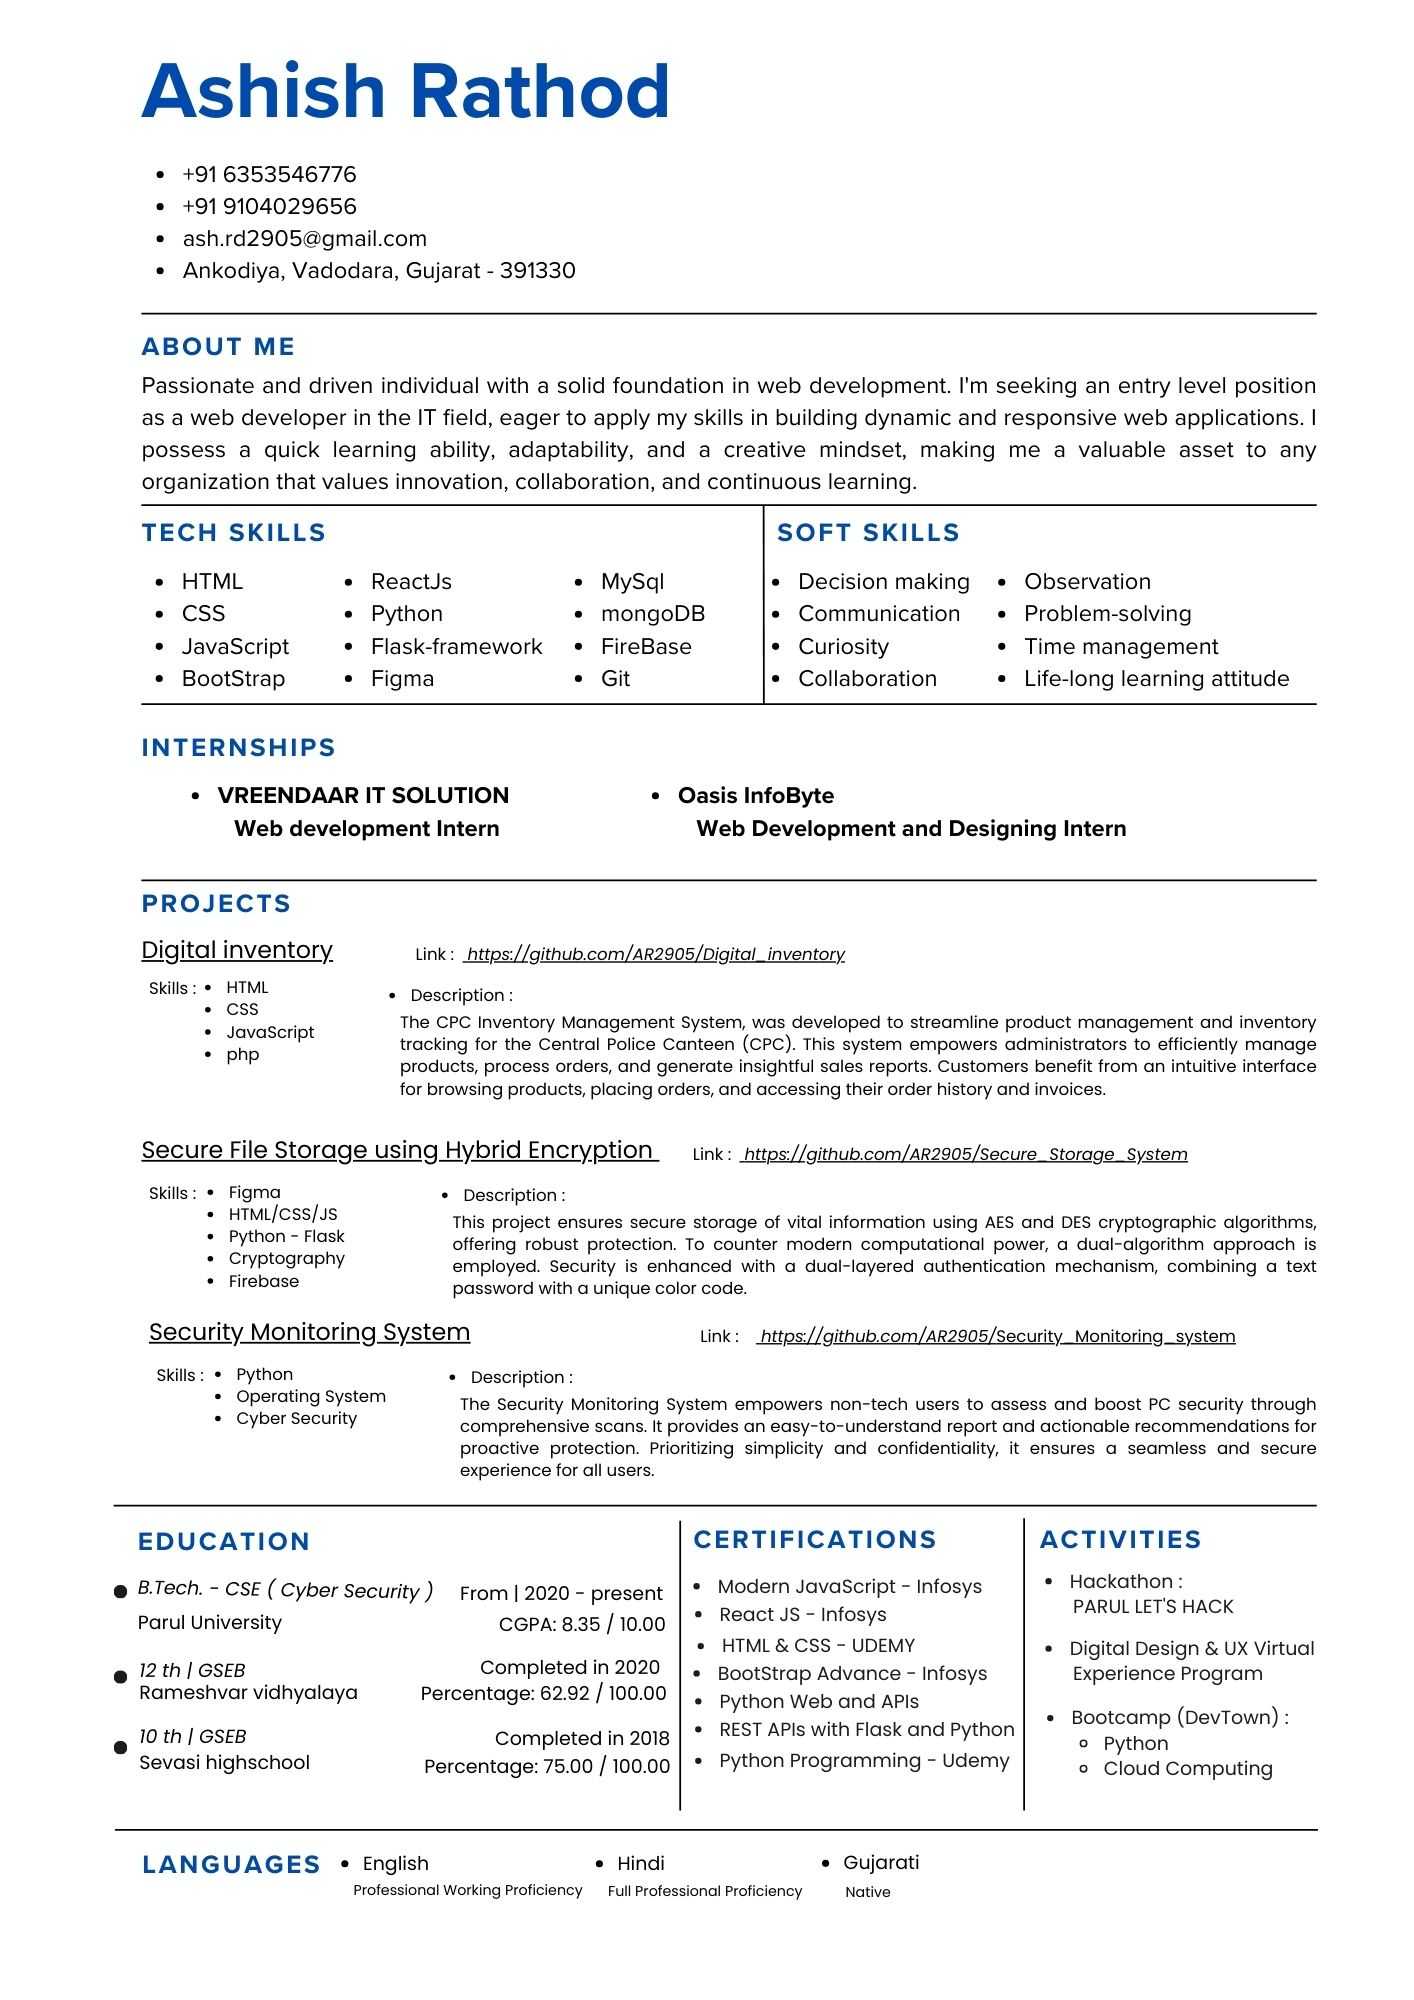 Ashish Rathod
+91 6353546776
+91 9104029656
ash.rd2905@gmail.com
Ankodiya, Vadodara, Gujarat - 391330
ABOUT ME
Passionate and driven individual with a solid foundation in web development. I'm seeking an entry level position
as a web developer in the IT field, eager to apply my skills in building dynamic and responsive web applications. I
possess a quick learning ability, adaptability, and a creative mindset, making me a valuable asset to any
organization that values innovation, collaboration, and continuous learning.
TECH SKILLS
HTML
CSS
JavaScript
BootStrap
ReactJs
Python
Flask-framework
Figma
MySql
mongoDB
FireBase
Git
SOFT SKILLS
Decision making
Communication
Curiosity
Collaboration
Observation
Problem-solving
Time management
Life-long learning attitude
INTERNSHIPS
VREENDAAR IT SOLUTION
Web development Intern
Oasis InfoByte
Web Development and Designing Intern
PROJECTS
Digital inventory
Link : https://github.com/AR2905/Digital_inventory
Skills :
HTML
CSS
JavaScript
php
Description :
The CPC Inventory Management System, was developed to streamline product management and inventory
tracking for the Central Police Canteen (CPC). This system empowers administrators to efficiently manage
products, process orders, and generate insightful sales reports. Customers benefit from an intuitive interface
for browsing products, placing orders, and accessing their order history and invoices.
Secure File Storage using Hybrid Encryption
Link : https://github.com/AR2905/Secure_Storage_System
Skills :
Figma
HTML/CSS/JS
Python - Flask
Cryptography
Firebase
Description :
This project ensures secure storage of vital information using AES and DES cryptographic algorithms,
offering robust protection. To counter modern computational power, a dual-algorithm approach is
employed. Security is enhanced with a dual-layered authentication mechanism, combining a text
password with a unique color code.
Security Monitoring System
Link : https://github.com/AR2905/Security_Monitoring_system
Skills :
Python
Operating System
Cyber Security
Description :
The Security Monitoring System empowers non-tech users to assess and boost PC security through
comprehensive scans. It provides an easy-to-understand report and actionable recommendations for
proactive protection. Prioritizing simplicity and confidentiality, it ensures a seamless and secure
experience for all users.
EDUCATION
B.Tech. - CSE ( Cyber Security ) From | 2020 - present
Parul University CGPA: 8.35 / 10.00
12 th | GSEB Completed in 2020
Rameshvar vidhyalaya Percentage: 62.92 / 100.00
10 th | GSEB Completed in 2018
Sevasi highschool Percentage: 75.00 / 100.00
CERTIFICATIONS
Modern JavaScript - Infosys
React JS - Infosys
HTML & CSS - UDEMY
BootStrap Advance - Infosys
Python Web and APIs
REST APIs with Flask and Python
Python Programming - Udemy
ACTIVITIES
Hackathon :
PARUL LET'S HACK
Digital Design & UX Virtual
Experience Program
Bootcamp (DevTown) :
Python
Cloud Computing
LANGUAGES
English
Professional Working Proficiency
Hindi
Full Professional Proficiency
Gujarati
Native